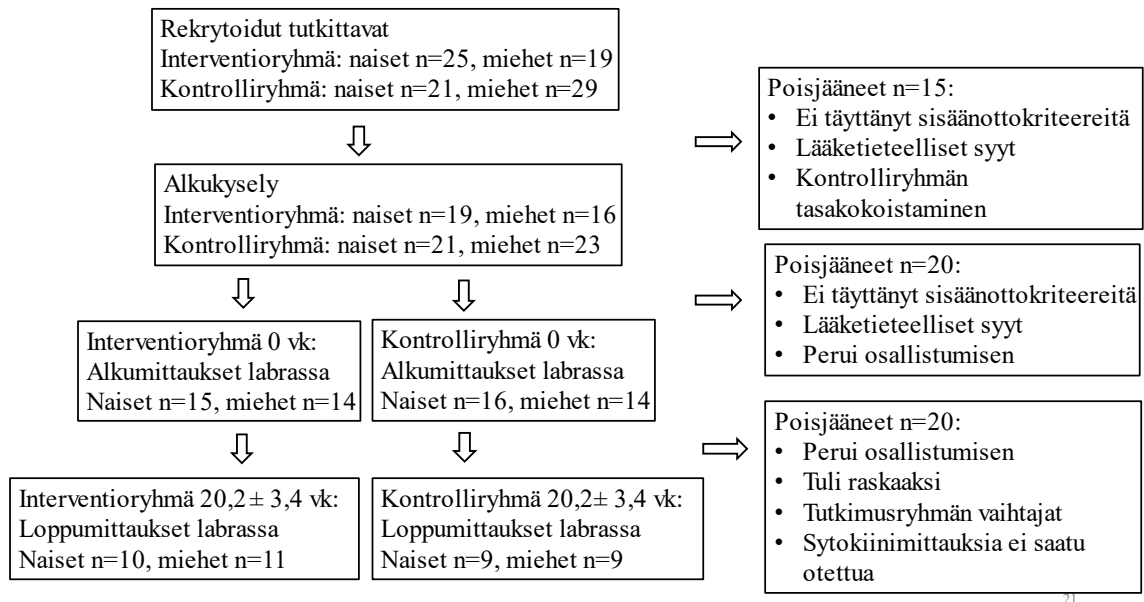 Rekrytoidut tutkittavat
Interventioryhmä: naiset n=25, miehet n=19
Kontrolliryhmä: naiset n=21, miehet n=29
Poisjääneet n=15:
• Ei täyttänyt sisäänottokriteereitä
• Lääketieteelliset syyt
• Kontrolliryhmän
tasakokoistaminen
Alkukysely
Interventioryhmä: naiset n=19, miehet n=16
Kontrolliryhmä: naiset n=21, miehet n=23
Poisjääneet n=20:
• Ei täyttänyt sisäänottokriteereitä
• Lääketieteelliset syyt
• Perui osallistumisen
Interventioryhmä 0 vk:
Alkumittaukset labrassa
Naiset n=15, miehet n=14
Kontrolliryhmä 0 vk:
Alkumittaukset labrassa
Naiset n=16, miehet n=14
Poisjääneet n=20:
• Perui osallistumisen
• Tuli raskaaksi
• Tutkimusryhmän vaihtajat
• Sytokiinimittauksia ei saatu
otettua
Interventioryhmä 20,2± 3,4 vk:
Loppumittaukset labrassa
Naiset n=10, miehet n=11
Kontrolliryhmä 20,2± 3,4 vk:
Loppumittaukset labrassa
Naiset n=9, miehet n=9
21